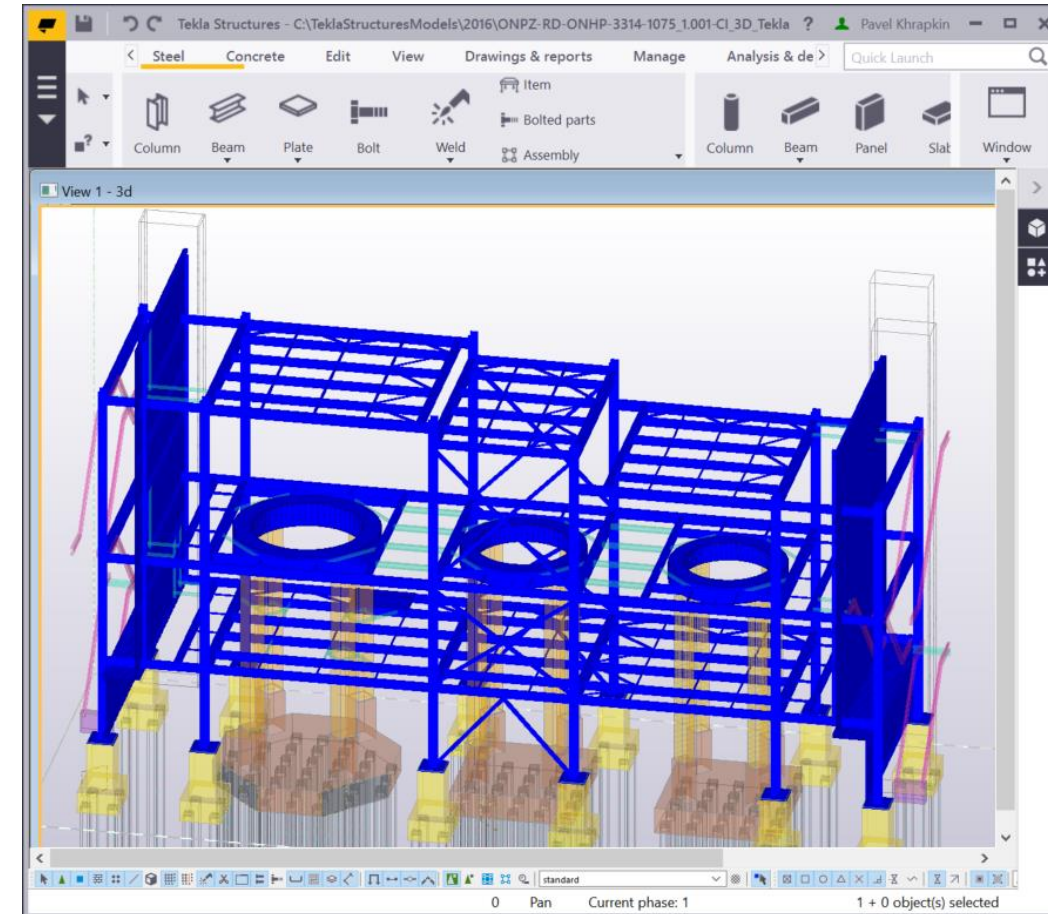 Tekla Structures - C:\TeklaStructuresModels\2016\ONPZ-RD-ONHP-3314-1075_1.001-CI_3D_Tekla ? Pavel Khrapkin
Steel Concrete Edit View Drawings & reports Manage Analysis & de Quick Launch
Item
Bolted parts
Assembly
Column Beam Plate Bolt Weld Column Beam Panel Slab Window
View 1 - 3d
standard
0 Pan Current phase: 1 1 + 0 object(s) selected